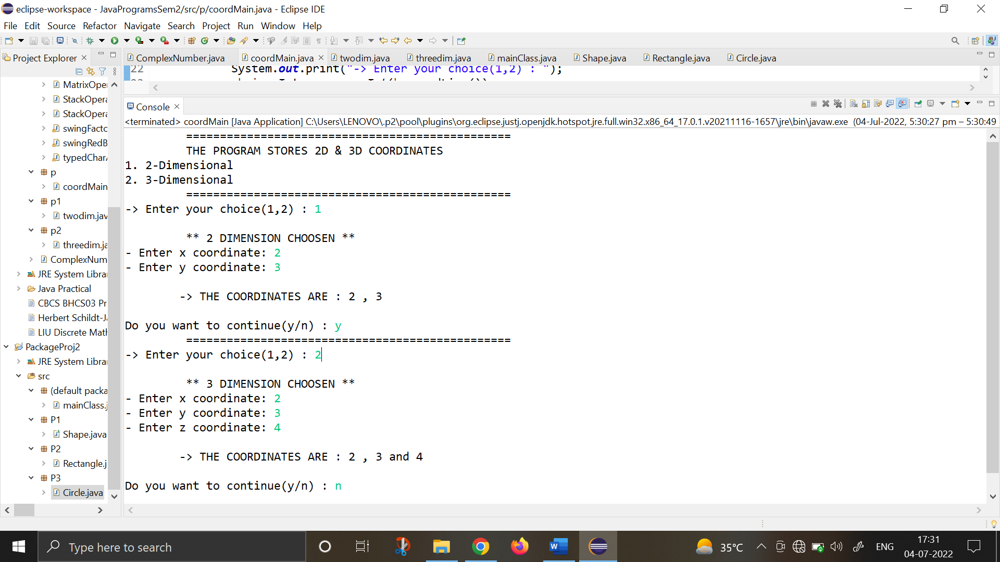 eclipse-workspace - JavaProgramsSem2/src/p/coordMain.java - Eclipse IDE
File Edit Source Refactor Navigate Search Project Run Window Help
Project Explorer
ComplexNumber.java coordMain.java twodim.java threedim.java mainClass.java Shape.java Rectangle.java Circle.java
22 System.out.print("-> Enter your choice(1,2) : ");
MatrixOper
StackOpera
StackOpera
swingFacto
swingRedB
typedCharA
p
coordMain
p1
twodim.jav
p2
threedim.ja
ComplexNum
JRE System Librar
Java Practical
CBCS BHCS03 Pr
Herbert Schildt-Ja
LIU Discrete Math
PackageProj2
JRE System Librar
src
(default packa
mainClass.j
P1
Shape.java
P2
Rectangle.j
P3
Circle.java
Console
<terminated> coordMain [Java Application] C:\Users\LENOVO\.p2\pool\plugins\org.eclipse.justj.openjdk.hotspot.jre.full.win32.x86_64_17.0.1.v20211116-1657\jre\bin\javaw.exe (04-Jul-2022, 5:30:27 pm – 5:30:49
================================================
THE PROGRAM STORES 2D & 3D COORDINATES
1. 2-Dimensional
2. 3-Dimensional
================================================
-> Enter your choice(1,2) : 1
** 2 DIMENSION CHOOSEN **
- Enter x coordinate: 2
- Enter y coordinate: 3
-> THE COORDINATES ARE : 2 , 3
Do you want to continue(y/n) : y
================================================
-> Enter your choice(1,2) : 2
** 3 DIMENSION CHOOSEN **
- Enter x coordinate: 2
- Enter y coordinate: 3
- Enter z coordinate: 4
-> THE COORDINATES ARE : 2 , 3 and 4
Do you want to continue(y/n) : n
Type here to search
35°C
ENG
17:31
04-07-2022